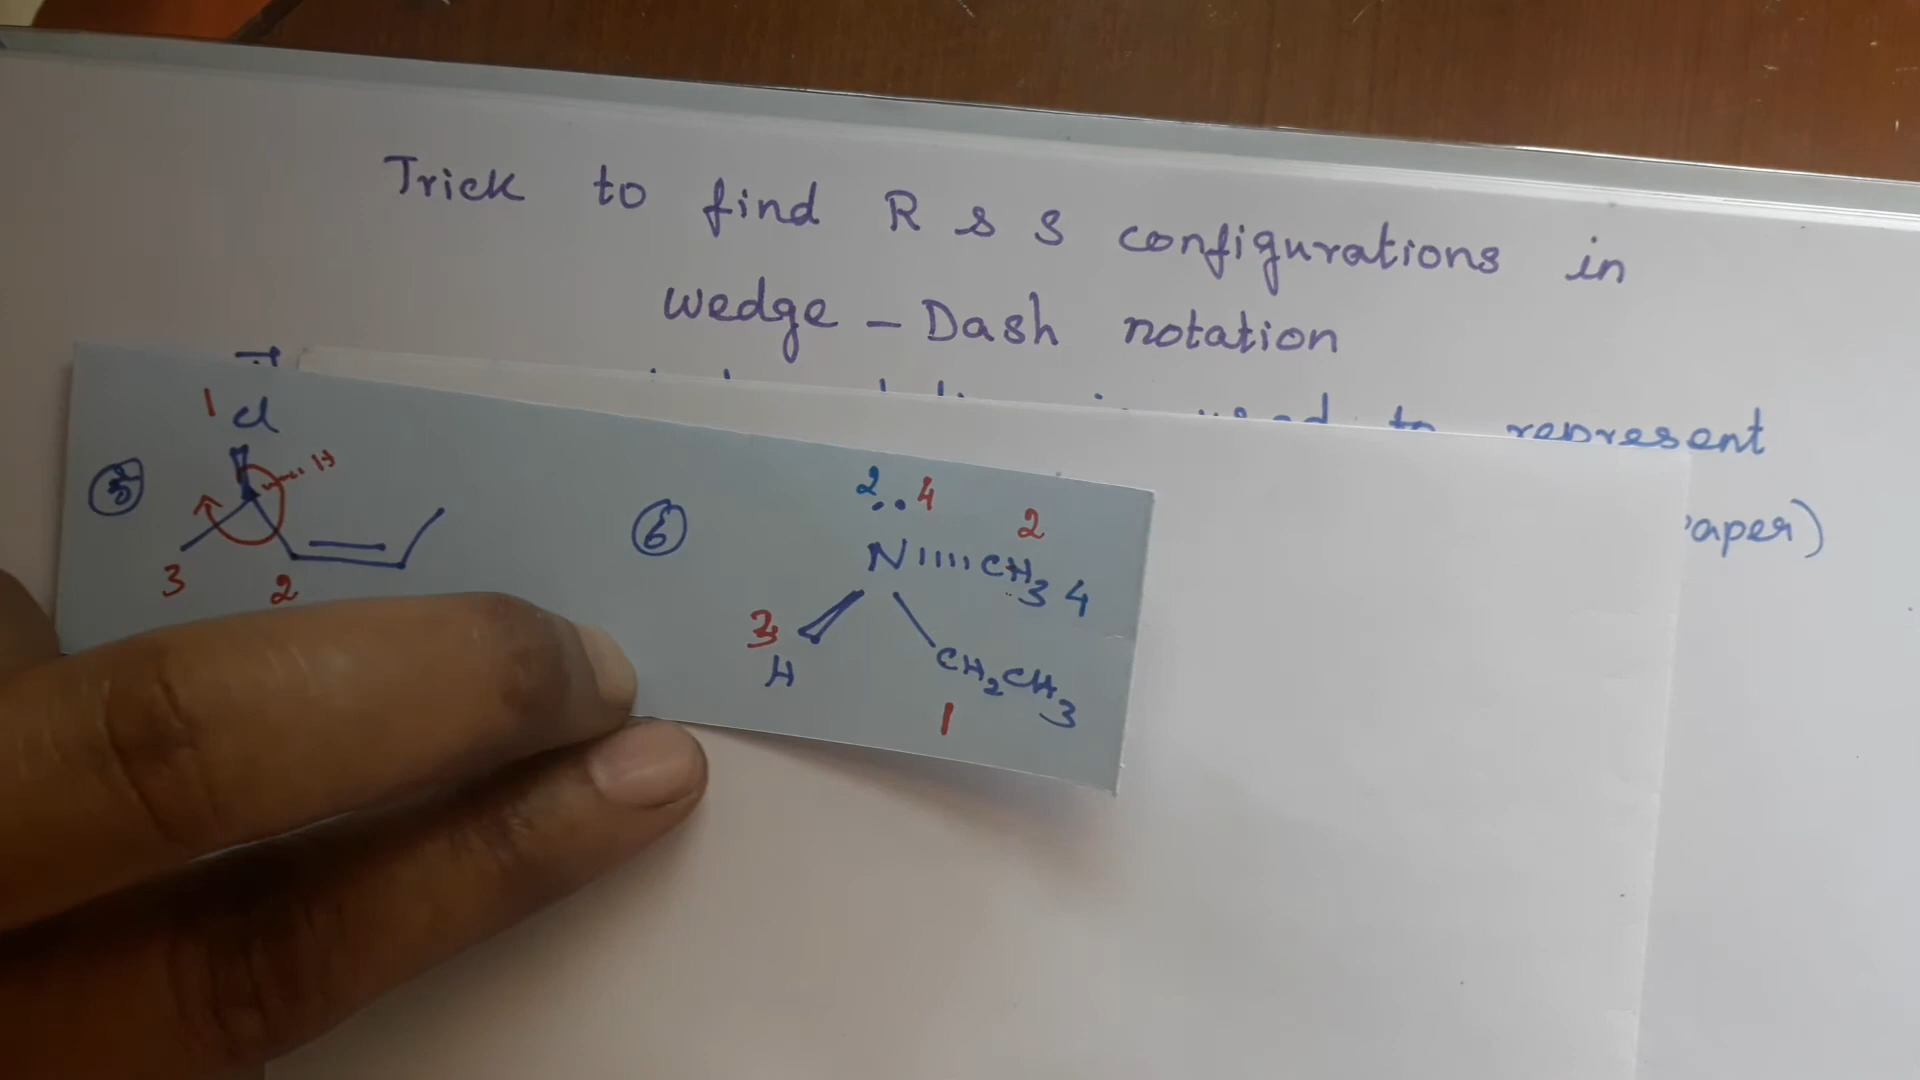 Trick to find R s S configurations in
wedge - Dash notation
represent
aper)
5
1
Cl
H
3
2
6
2 .. 4
2
N CH3 4
3
H
CH2CH3
1